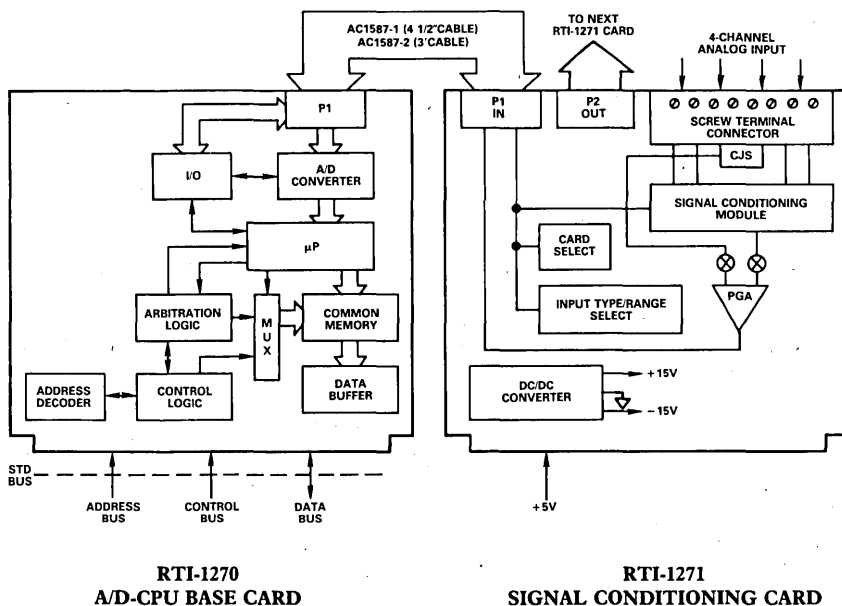 AC1587-1 (4 1/2"CABLE)
AC1587-2 (3'CABLE)
TO NEXT
RTI-1271 CARD
4-CHANNEL
ANALOG INPUT
P1
I/O
A/D
CONVERTER
μP
ARBITRATION
LOGIC
MUX
COMMON
MEMORY
ADDRESS
DECODER
CONTROL
LOGIC
DATA
BUFFER
STD
BUS
ADDRESS
BUS
CONTROL
BUS
DATA
BUS
P1
IN
P2
OUT
SCREW TERMINAL
CONNECTOR
CJS
SIGNAL CONDITIONING
MODULE
CARD
SELECT
PGA
INPUT TYPE/RANGE
SELECT
DC/DC
CONVERTER
+15V
-15V
+5V
RTI-1270
A/D-CPU BASE CARD
RTI-1271
SIGNAL CONDITIONING CARD